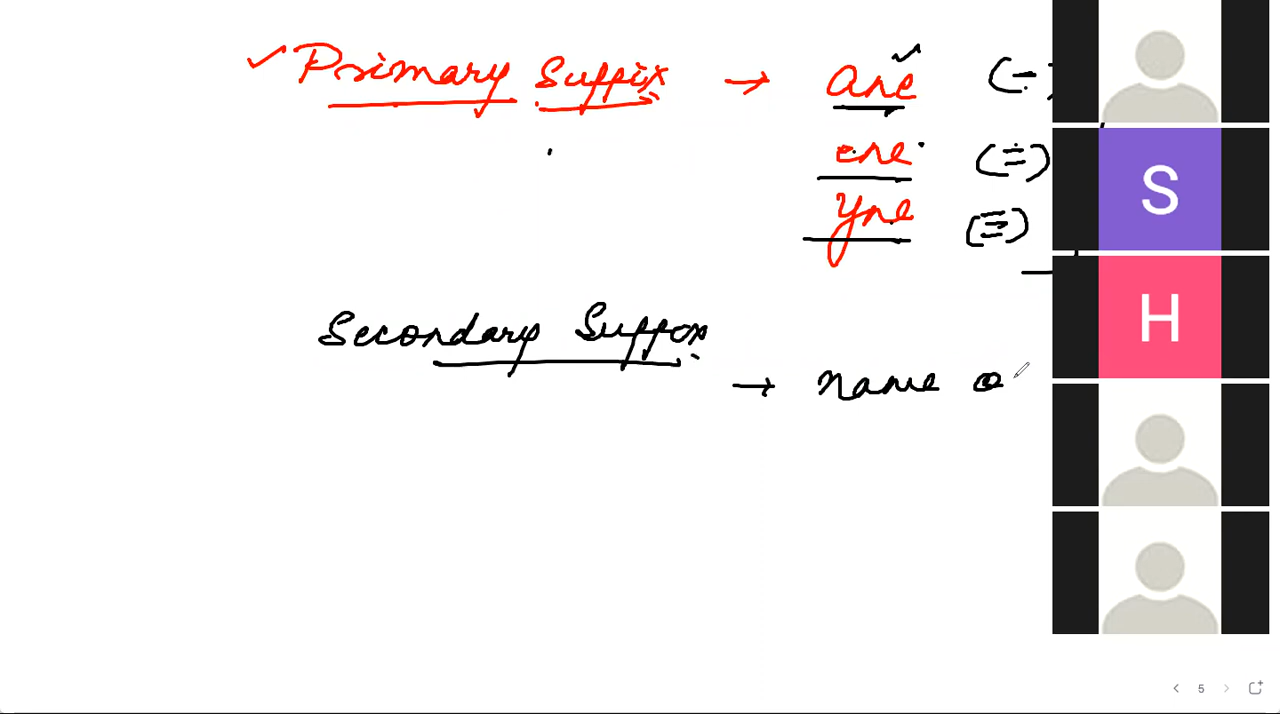 ✓ Primary Suffix → ane (-)
ene (=)
yne (≡)
Secondary Suffix
→ name o
S
H
5